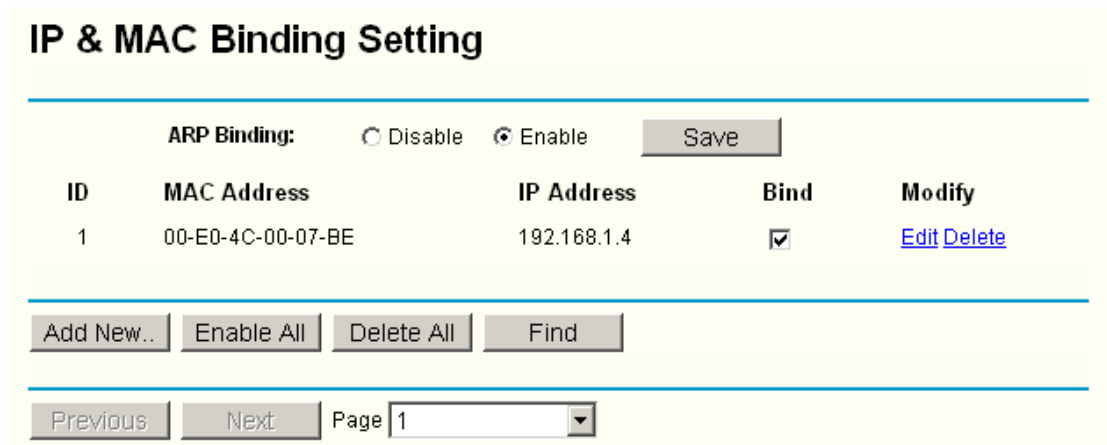 IP & MAC Binding Setting
ARP Binding: Disable Enable Save
ID MAC Address IP Address Bind Modify
1 00-E0-4C-00-07-BE 192.168.1.4 Edit Delete
Add New.. Enable All Delete All Find
Previous Next Page 1